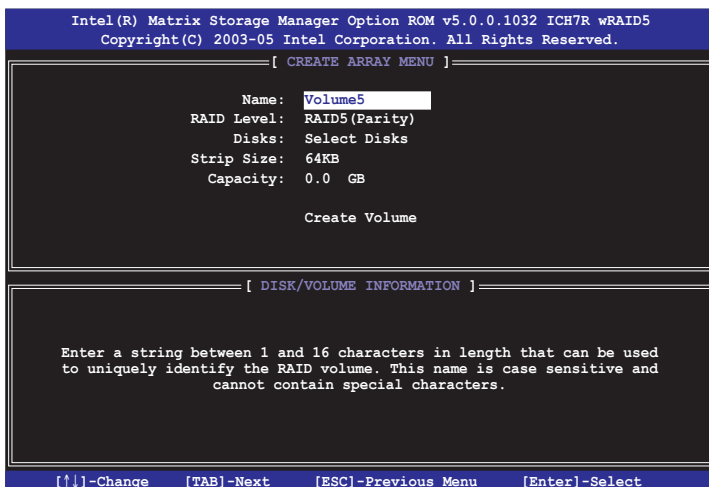 Intel(R) Matrix Storage Manager Option ROM v5.0.0.1032 ICH7R wRAID5
Copyright(C) 2003-05 Intel Corporation. All Rights Reserved.
[ CREATE ARRAY MENU ]
Name: Volume5
RAID Level: RAID5(Parity)
Disks: Select Disks
Strip Size: 64KB
Capacity: 0.0 GB
Create Volume
[ DISK/VOLUME INFORMATION ]
Enter a string between 1 and 16 characters in length that can be used
to uniquely identify the RAID volume. This name is case sensitive and
cannot contain special characters.
[↑↓]-Change [TAB]-Next [ESC]-Previous Menu [Enter]-Select